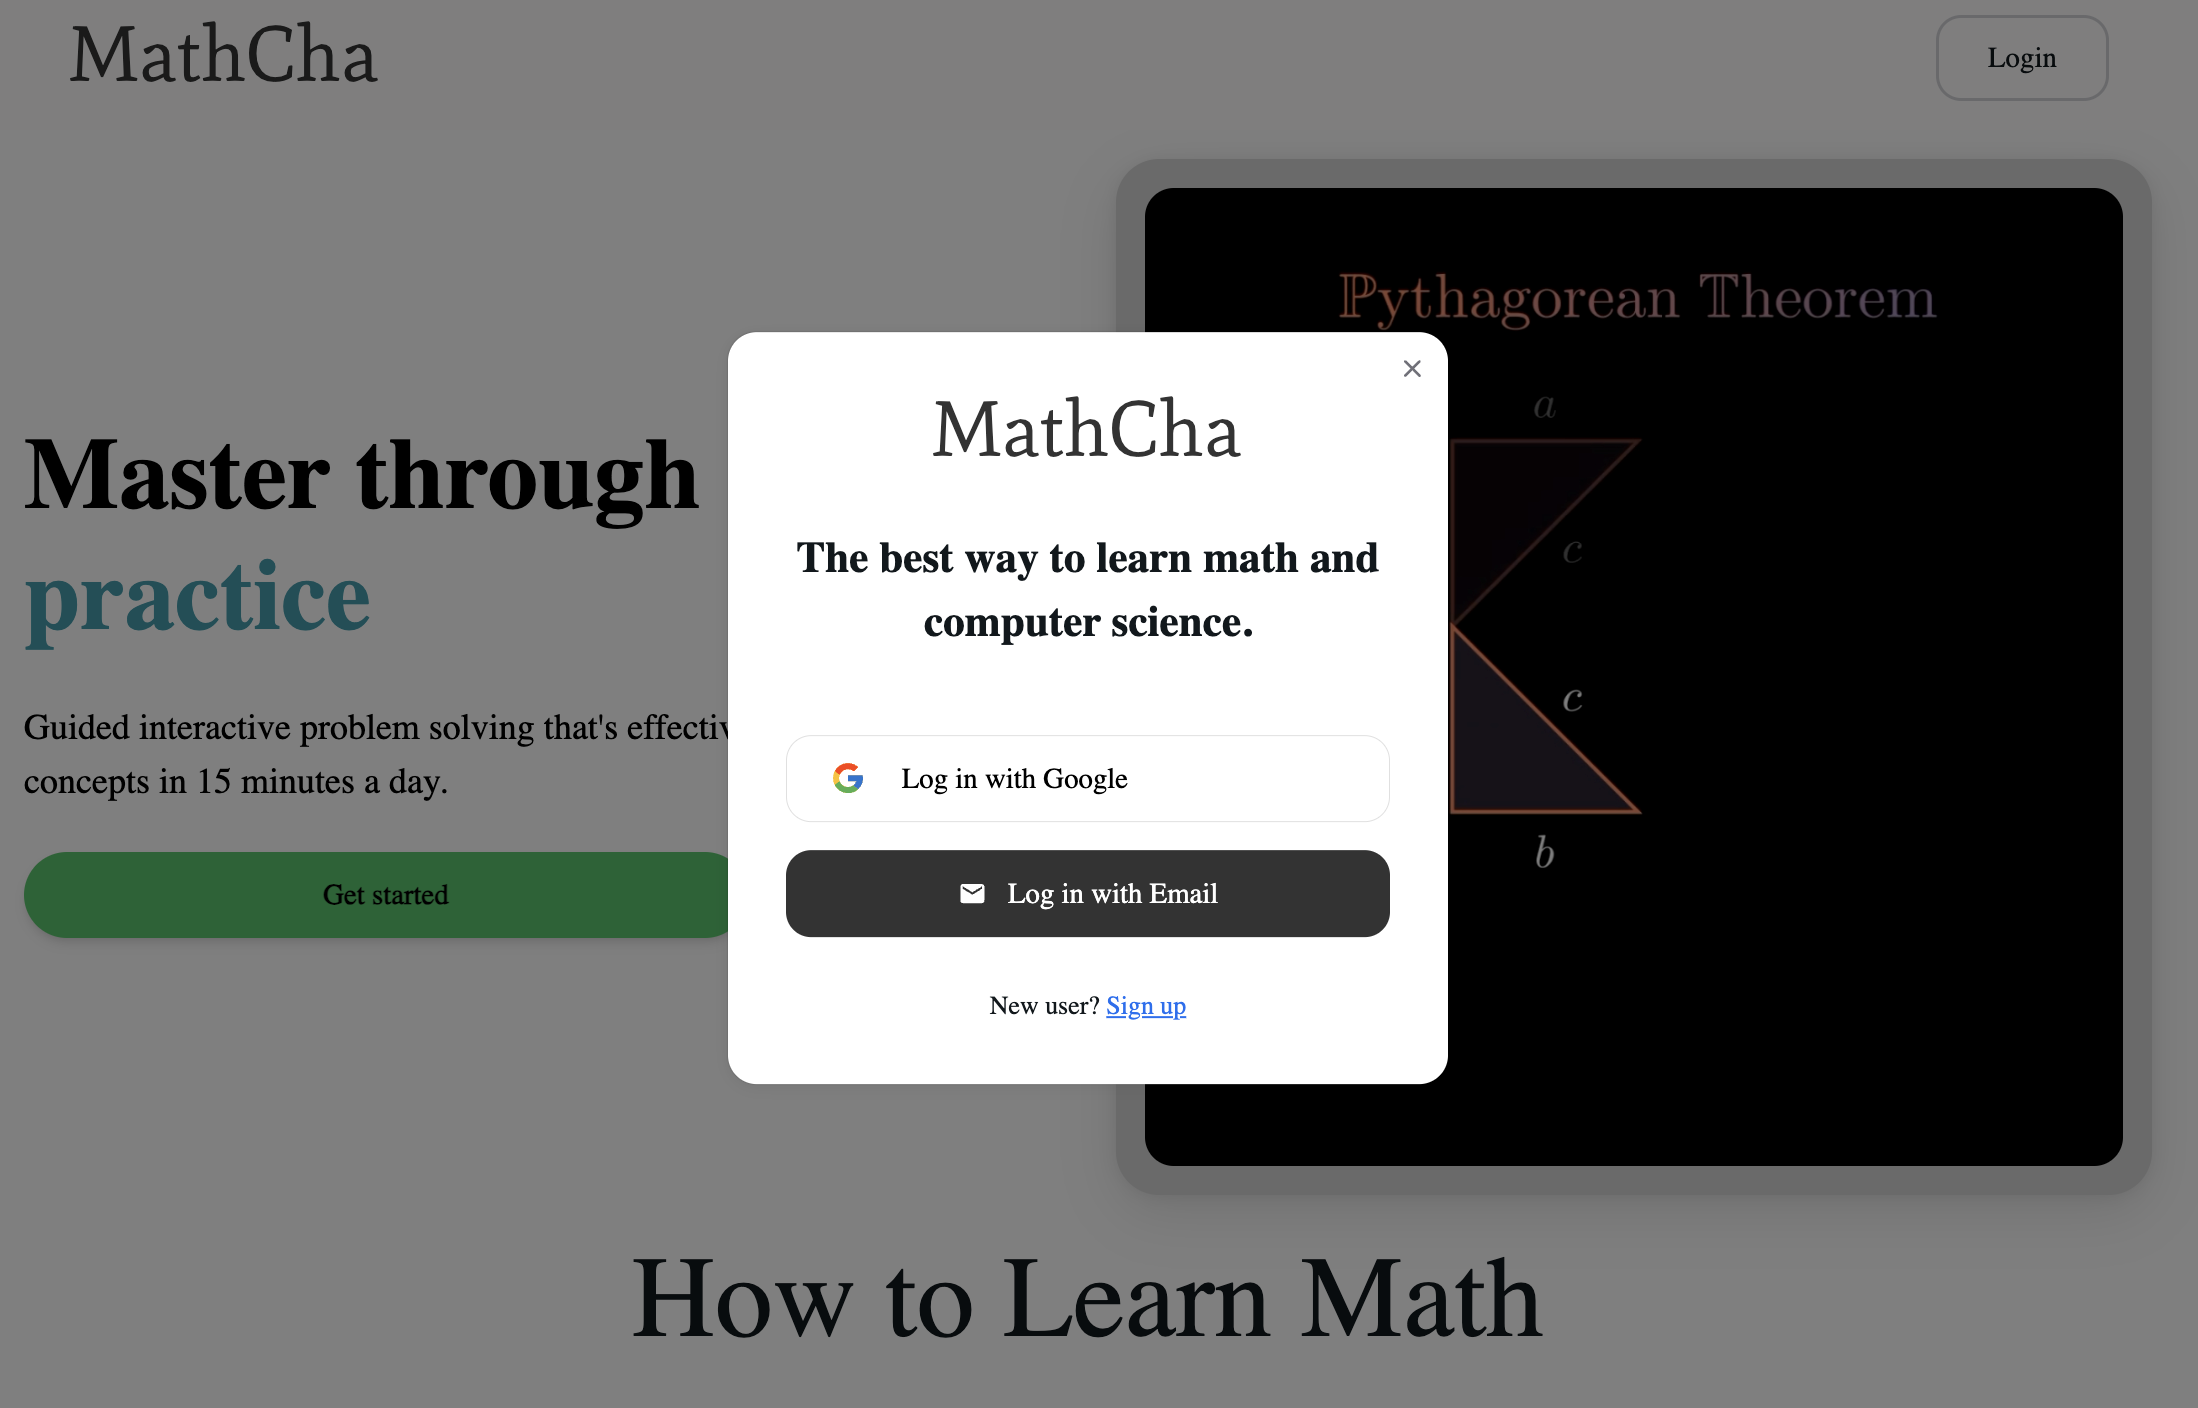 MathCha
Login
Master through
practice
Guided interactive problem solving that's
concepts in 15 minutes a day.
Get started
Pythagorean Theorem
a
c
c
b
MathCha
The best way to learn math and
computer science.
Log in with Google
Log in with Email
New user? Sign up
How to Learn Math